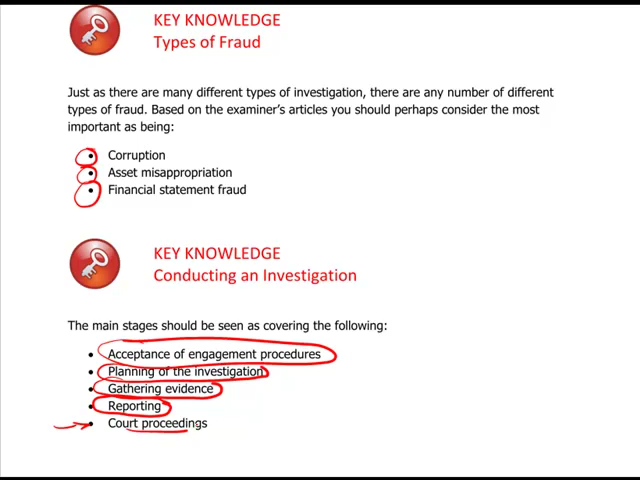 KEY KNOWLEDGE
Types of Fraud
Just as there are many different types of investigation, there are any number of different
types of fraud. Based on the examiner's articles you should perhaps consider the most
important as being:
• Corruption
• Asset misappropriation
• Financial statement fraud
KEY KNOWLEDGE
Conducting an Investigation
The main stages should be seen as covering the following:
• Acceptance of engagement procedures
• Planning of the investigation
• Gathering evidence
• Reporting
• Court proceedings